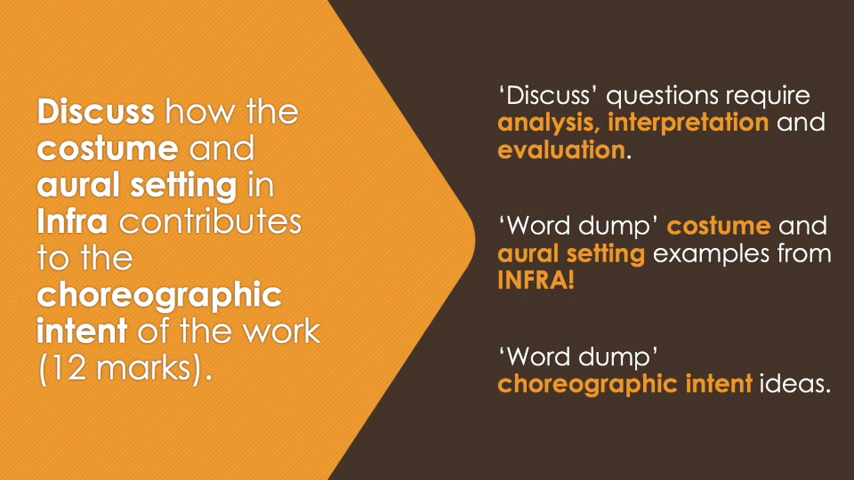 Discuss how the
costume and
aural setting in
Infra contributes
to the
choreographic
intent of the work
(12 marks).
‘Discuss’ questions require
analysis, interpretation and
evaluation.
‘Word dump’ costume and
aural setting examples from
INFRA!
‘Word dump’
choreographic intent ideas.